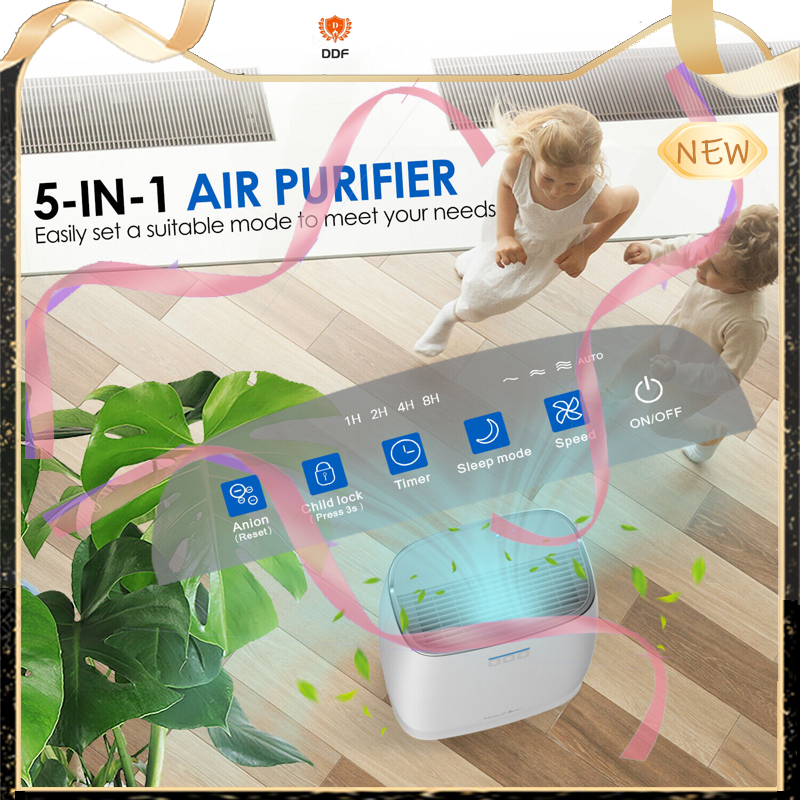 DDF
NEW
5-IN-1 AIR PURIFIER
Easily set a suitable mode to meet your needs
AUTO
1H 2H 4H 8H
ON/OFF
Speed
Sleep mode
Timer
Child lock
(Press 3s)
Anion
(Reset)